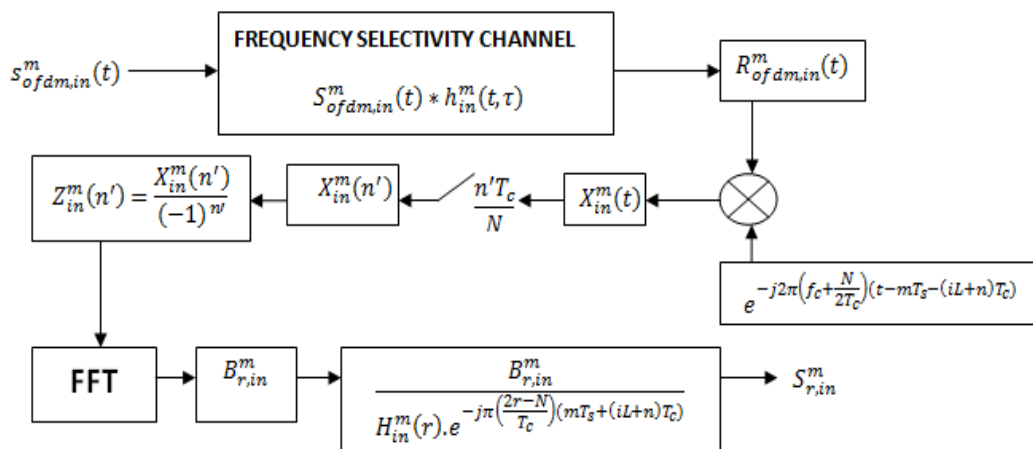 FREQUENCY SELECTIVITY CHANNEL
s^m_{ofdm,in}(t)
S^m_{ofdm,in}(t) ∗ h^m_{in}(t,τ)
R^m_{ofdm,in}(t)
Z^m_{in}(n′) = X^m_{in}(n′) / (-1)^{n′}
X^m_{in}(n′)
n′T_c / N
X^m_{in}(t)
e^{-j2π(f_c+N/2T_c)(t-mT_s-(iL+n)T_c)}
FFT
B^m_{r,in}
B^m_{r,in} / H^m_{in}(r).e^{-jπ((2r-N)/T_c)(mT_s+(iL+n)T_c)}
S^m_{r,in}